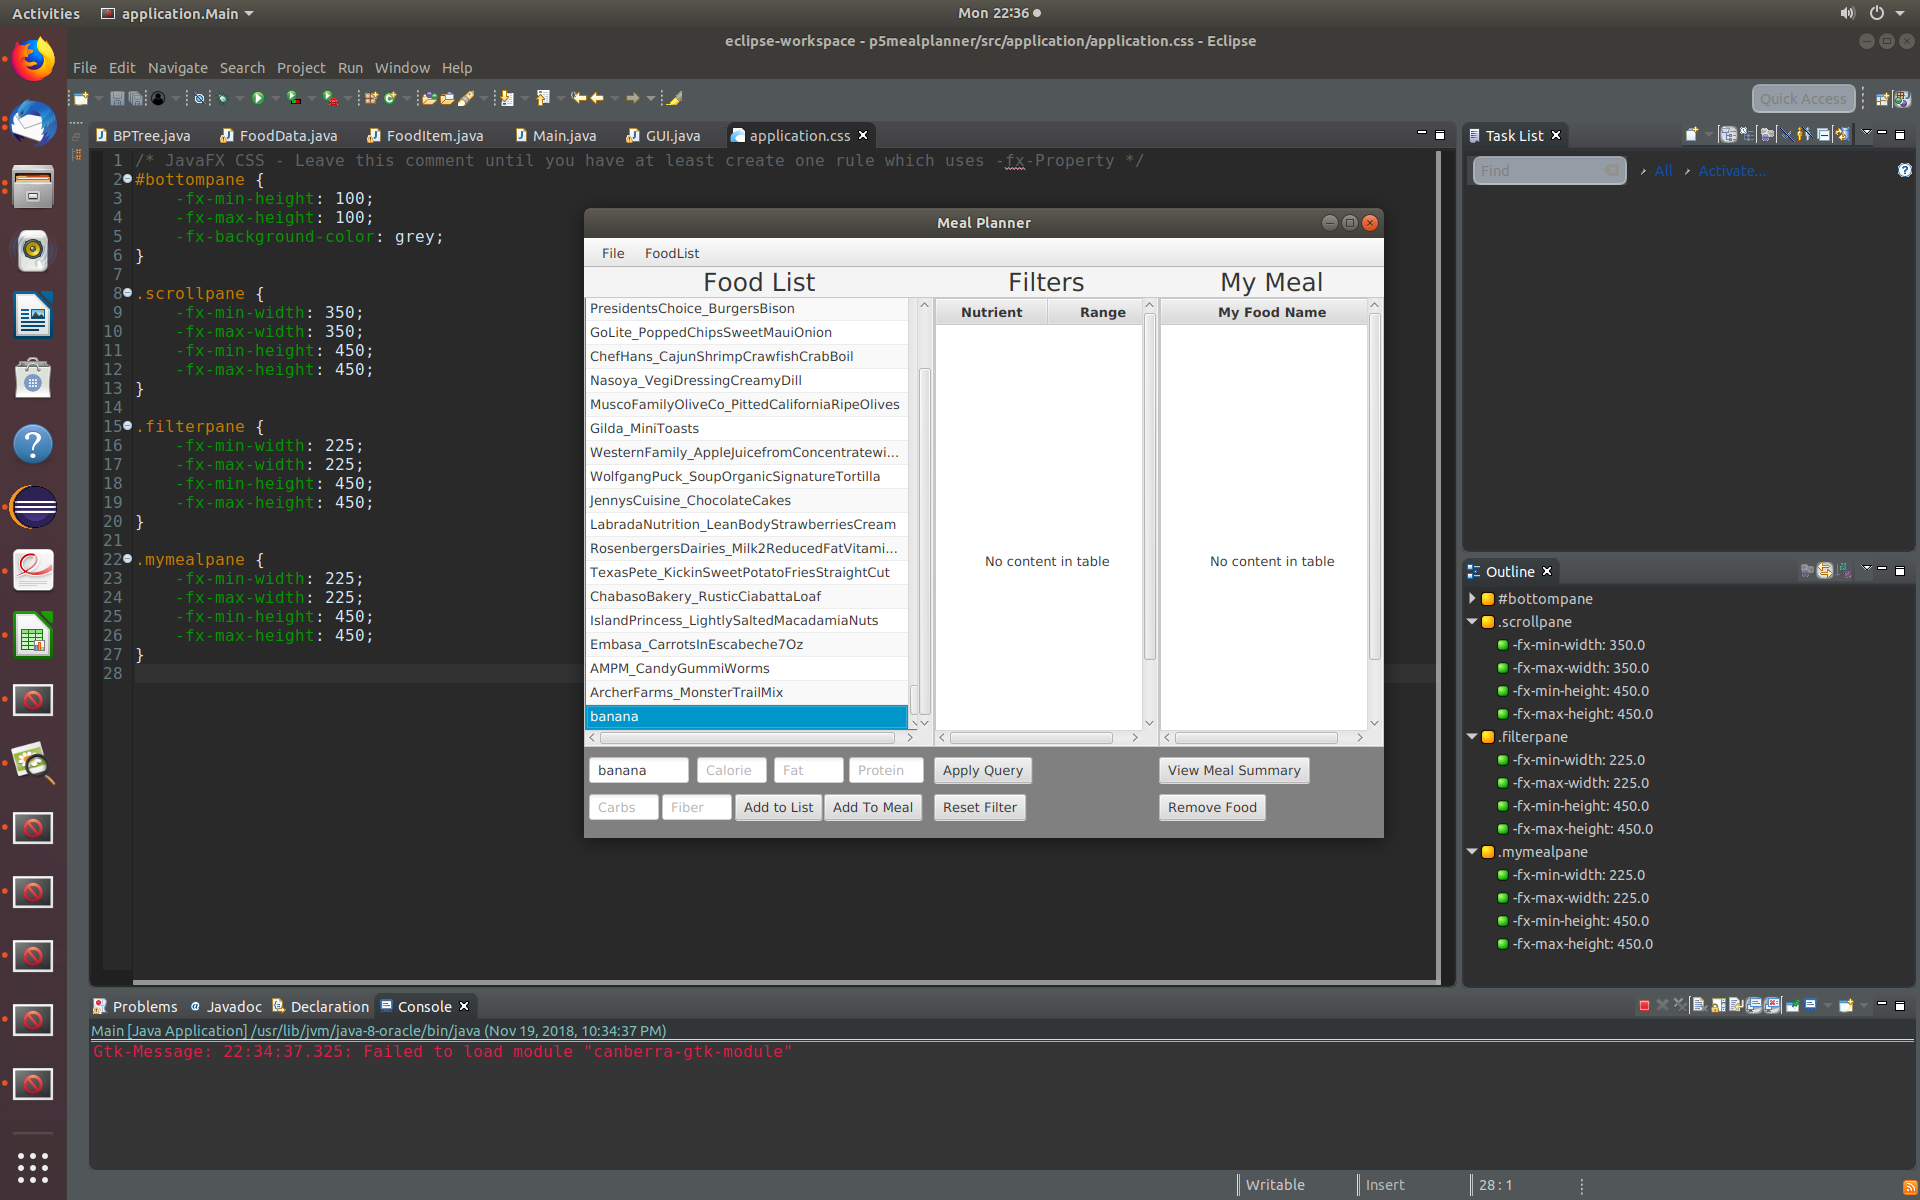 Activities
application.Main
Mon 22:36
eclipse-workspace - p5mealplanner/src/application/application.css - Eclipse
File Edit Navigate Search Project Run Window Help
Quick Access
BPTree.java FoodData.java FoodItem.java Main.java GUI.java application.css
1 /* JavaFX CSS - Leave this comment until you have at least create one rule which uses -fx-Property */
2 #bottompane {
3 -fx-min-height: 100;
4 -fx-max-height: 100;
5 -fx-background-color: grey;
6 }
7
8 .scrollpane {
9 -fx-min-width: 350;
10 -fx-max-width: 350;
11 -fx-min-height: 450;
12 -fx-max-height: 450;
13 }
14
15 .filterpane {
16 -fx-min-width: 225;
17 -fx-max-width: 225;
18 -fx-min-height: 450;
19 -fx-max-height: 450;
20 }
21
22 .mymealpane {
23 -fx-min-width: 225;
24 -fx-max-width: 225;
25 -fx-min-height: 450;
26 -fx-max-height: 450;
27 }
28
Meal Planner
File FoodList
Food List
PresidentsChoice_BurgersBison
GoLite_PoppedChipsSweetMauiOnion
ChefHans_CajunShrimpCrawfishCrabBoil
Nasoya_VegiDressingCreamyDill
MuscoFamilyOliveCo_PittedCaliforniaRipeOlives
Gilda_MiniToasts
WesternFamily_AppleJuicefromConcentratewi...
WolfgangPuck_SoupOrganicSignatureTortilla
JennysCuisine_ChocolateCakes
LabradaNutrition_LeanBodyStrawberriesCream
RosenbergersDairies_Milk2ReducedFatVitami...
TexasPete_KickinSweetPotatoFriesStraightCut
ChabasoBakery_RusticCiabattaLoaf
IslandPrincess_LightlySaltedMacadamiaNuts
Embasa_CarrotsInEscabeche7Oz
AMPM_CandyGummiWorms
ArcherFarms_MonsterTrailMix
banana
Filters
Nutrient Range
No content in table
My Meal
My Food Name
No content in table
banana Calorie Fat Protein Apply Query View Meal Summary
Carbs Fiber Add to List Add To Meal Reset Filter Remove Food
Task List
Find All Activate...
Outline
#bottompane
.scrollpane
-fx-min-width: 350.0
-fx-max-width: 350.0
-fx-min-height: 450.0
-fx-max-height: 450.0
.filterpane
-fx-min-width: 225.0
-fx-max-width: 225.0
-fx-min-height: 450.0
-fx-max-height: 450.0
.mymealpane
-fx-min-width: 225.0
-fx-max-width: 225.0
-fx-min-height: 450.0
-fx-max-height: 450.0
Problems Javadoc Declaration Console
Main [Java Application] /usr/lib/jvm/java-8-oracle/bin/java (Nov 19, 2018, 10:34:37 PM)
Gtk-Message: 22:34:37.325: Failed to load module "canberra-gtk-module"
Writable Insert 28 : 1